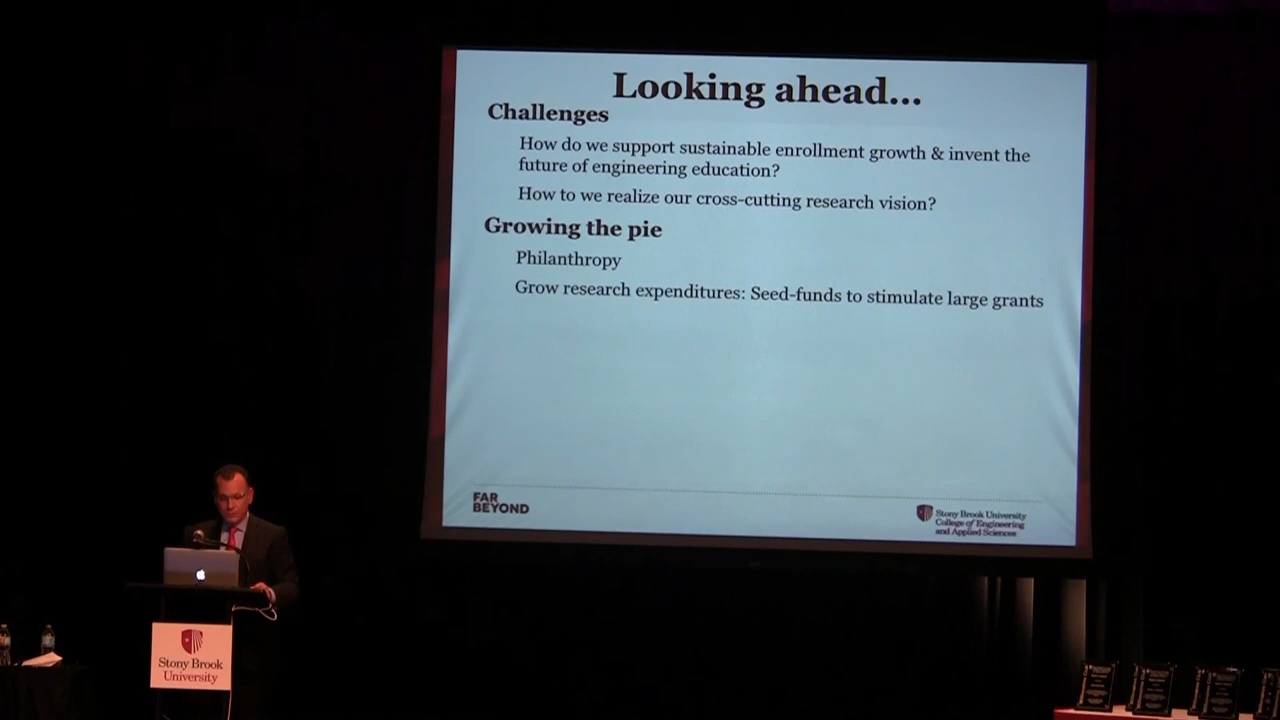 Looking ahead...
Challenges
How do we support sustainable enrollment growth & invent the
future of engineering education?
How to we realize our cross-cutting research vision?
Growing the pie
Philanthropy
Grow research expenditures: Seed-funds to stimulate large grants
FAR
BEYOND
Stony Brook University
College of Engineering
and Applied Sciences
Stony Brook
University